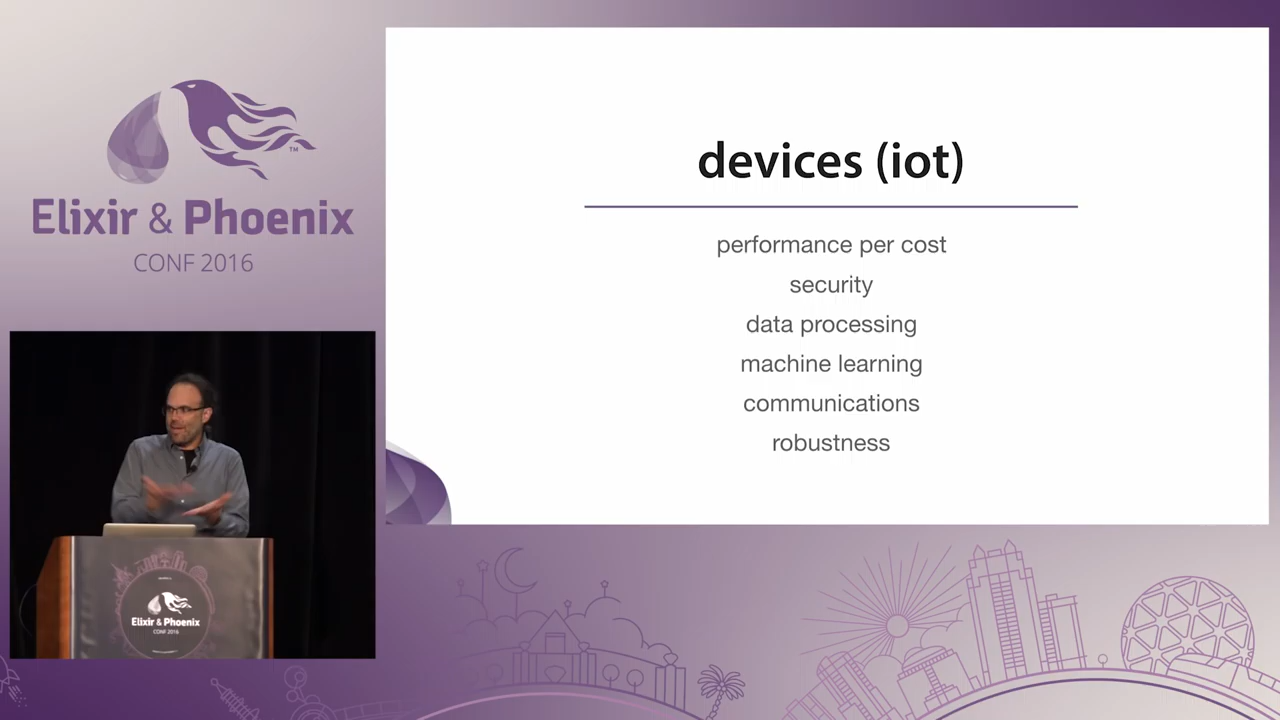 Elixir & Phoenix
TM
CONF 2016
devices (iot)
performance per cost
security
data processing
machine learning
communications
robustness
Elixir & Phoenix
CONF 2016